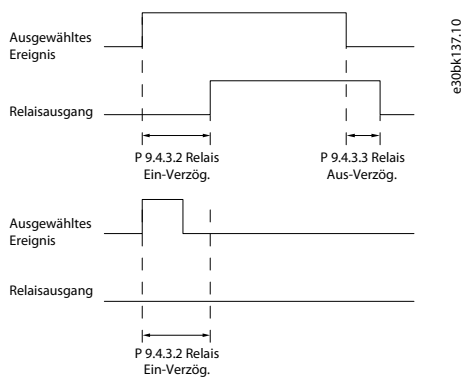 Ausgewähltes
Ereignis
Relaisausgang
P 9.4.3.2 Relais
Ein-Verzög.
P 9.4.3.3 Relais
Aus-Verzög.
Ausgewähltes
Ereignis
Relaisausgang
P 9.4.3.2 Relais
Ein-Verzög.
e30bk137.10